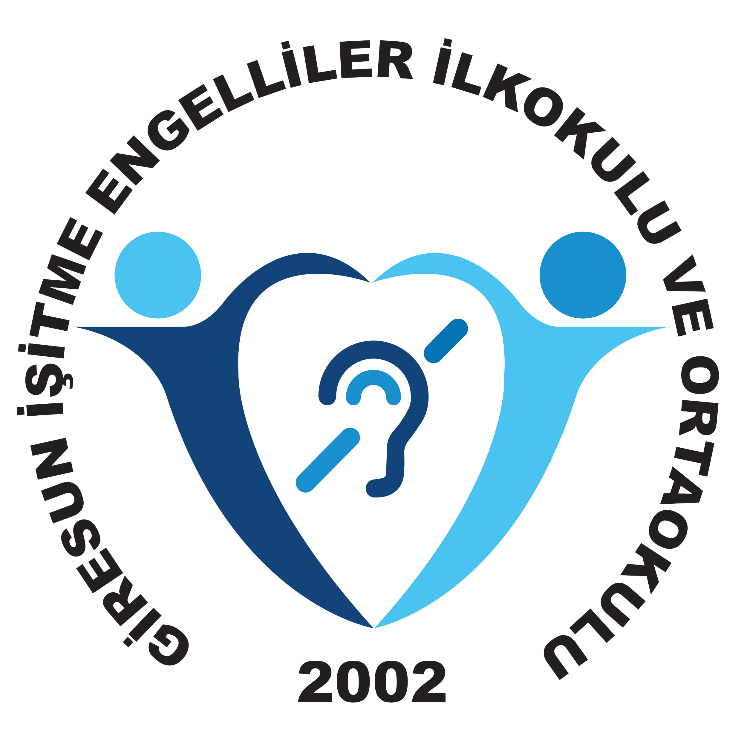 GİRESUN İŞİTME ENGELLİLER İLKOKULU VE ORTAOKULU
2002